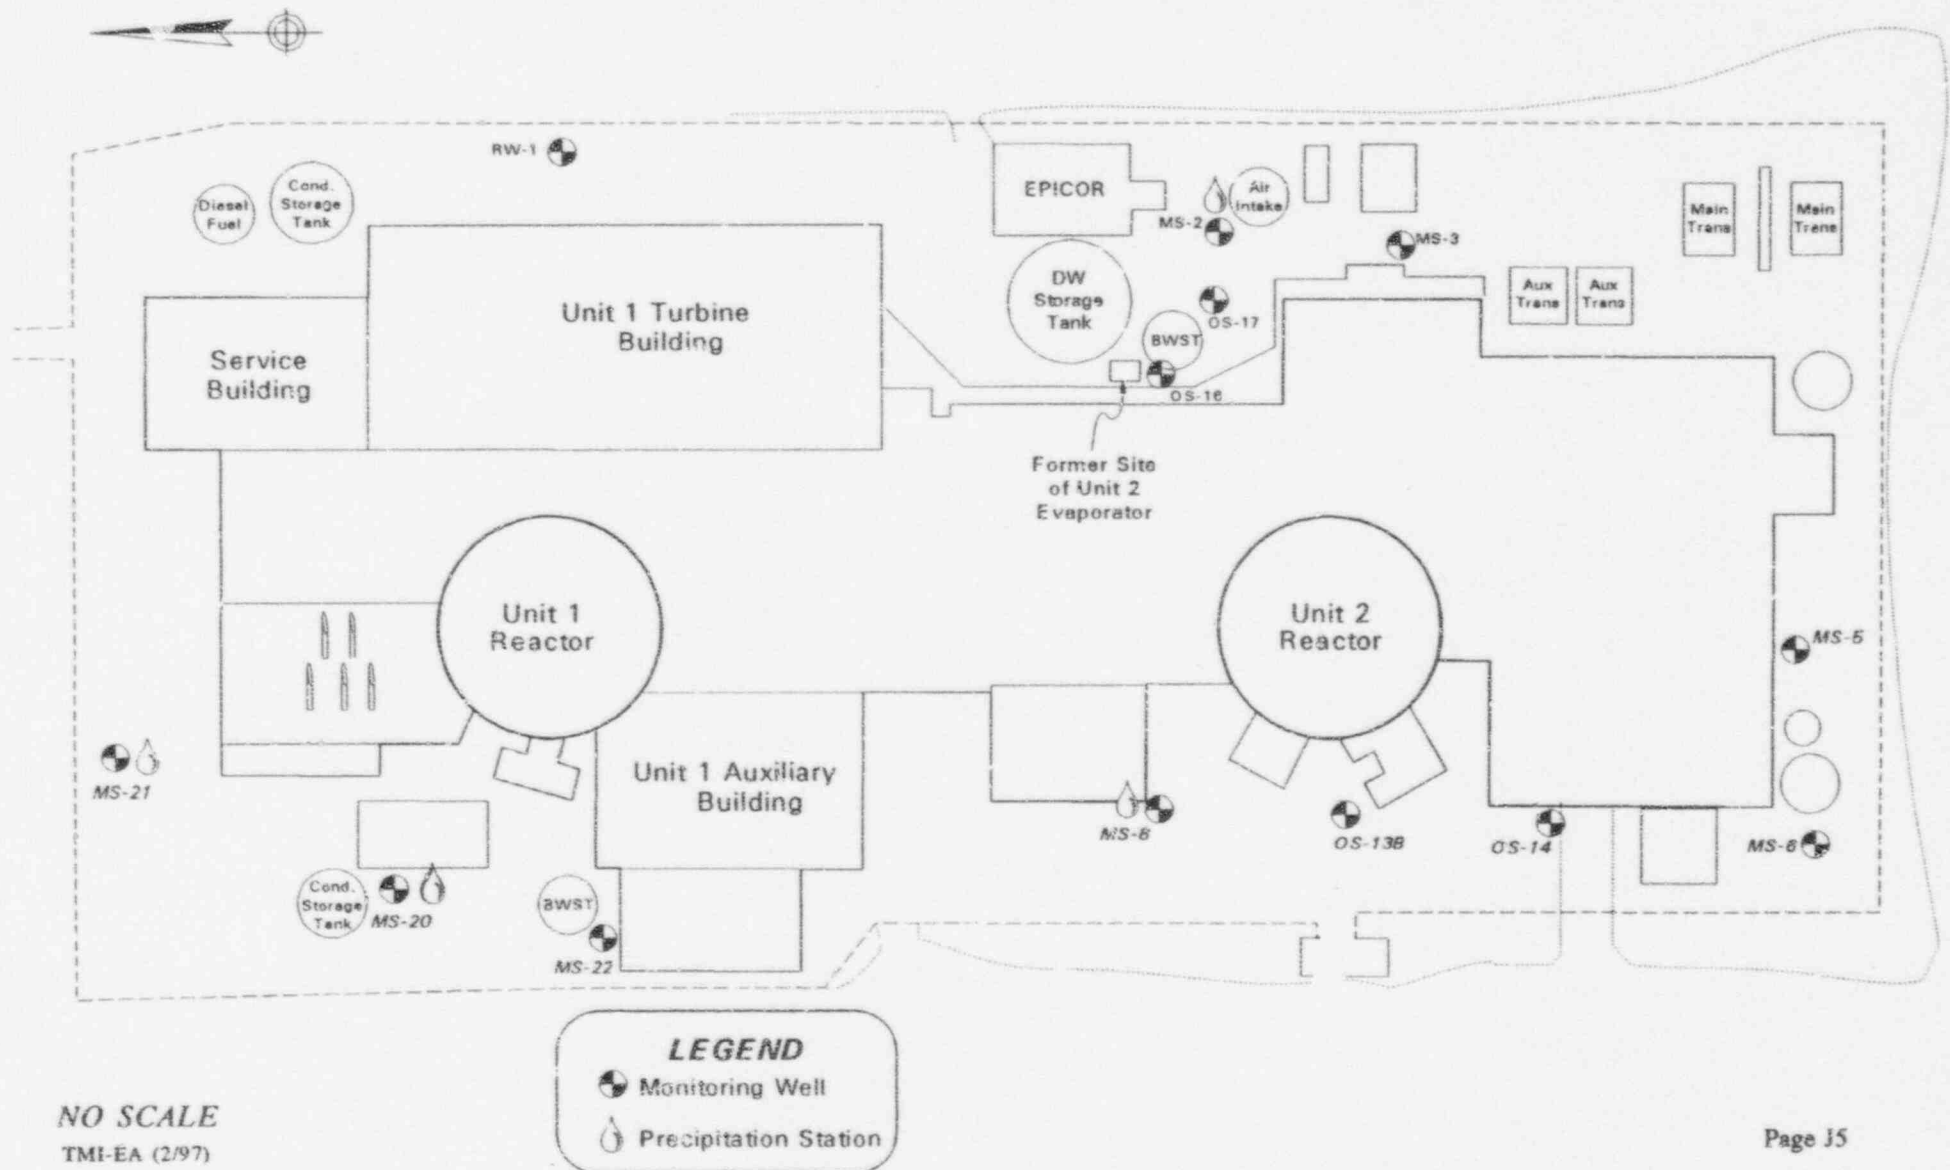 RW-1
Diesel
Fuel
Cond.
Storage
Tank
EPICOR
Air
Intake
MS-2
MS-3
Main
Trans
Main
Trans
DW
Storage
Tank
OS-17
BWST
OS-16
Aux
Trans
Aux
Trans
Unit 1 Turbine
Building
Service
Building
Former Site
of Unit 2
Evaporator
Unit 1
Reactor
Unit 2
Reactor
MS-5
MS-21
Unit 1 Auxiliary
Building
MS-8
OS-13B
OS-14
MS-6
Cond.
Storage
Tank
MS-20
BWST
MS-22
LEGEND
Monitoring Well
Precipitation Station
NO SCALE
TMI-EA (2/97)
Page J5